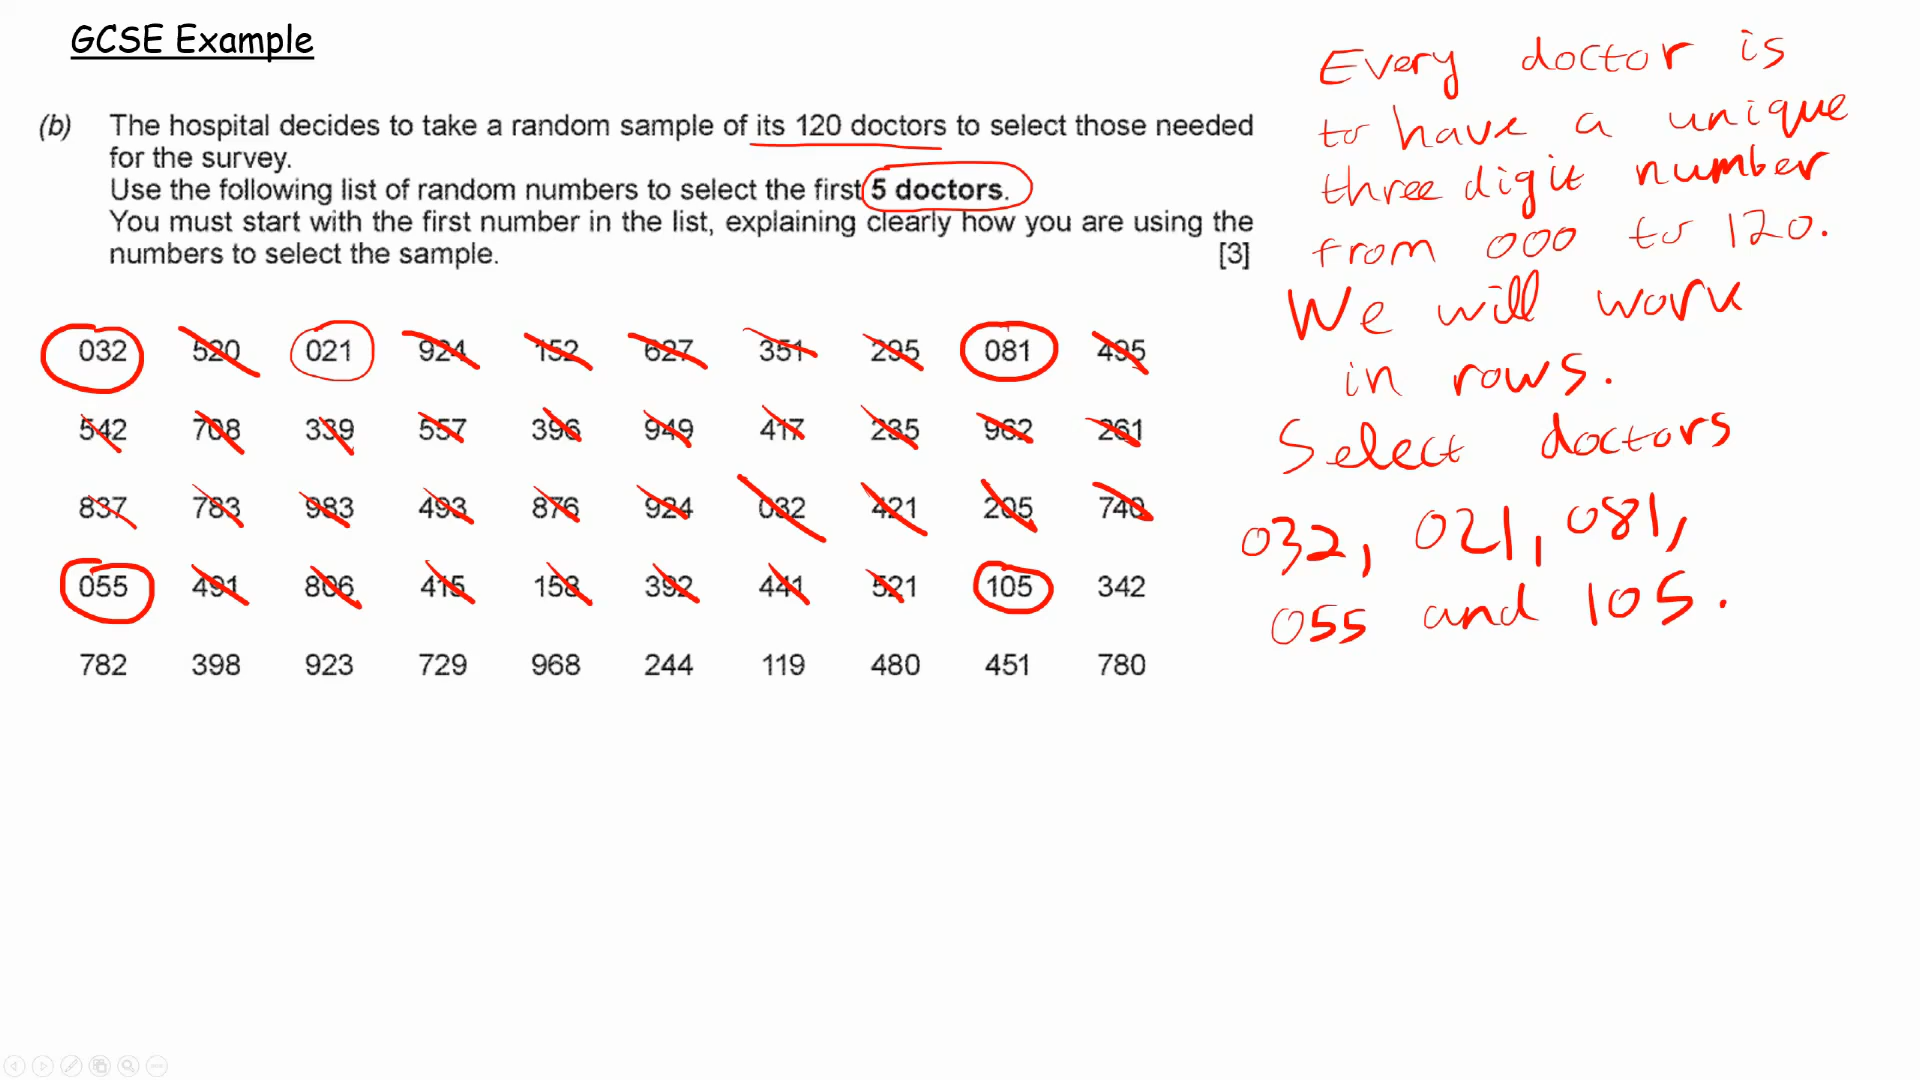 GCSE Example
(b) The hospital decides to take a random sample of its 120 doctors to select those needed
for the survey.
Use the following list of random numbers to select the first 5 doctors.
You must start with the first number in the list, explaining clearly how you are using the
numbers to select the sample. [3]
032 520 021 924 152 627 351 295 081 495
542 708 339 557 396 949 417 285 962 261
837 783 983 493 876 924 032 421 205 740
055 491 806 415 158 392 441 521 105 342
782 398 923 729 968 244 119 480 451 780
Every doctor is
to have a unique
three digit number
from 000 to 120.
We will work
in rows.
Select doctors
032, 021, 081,
055 and 105.